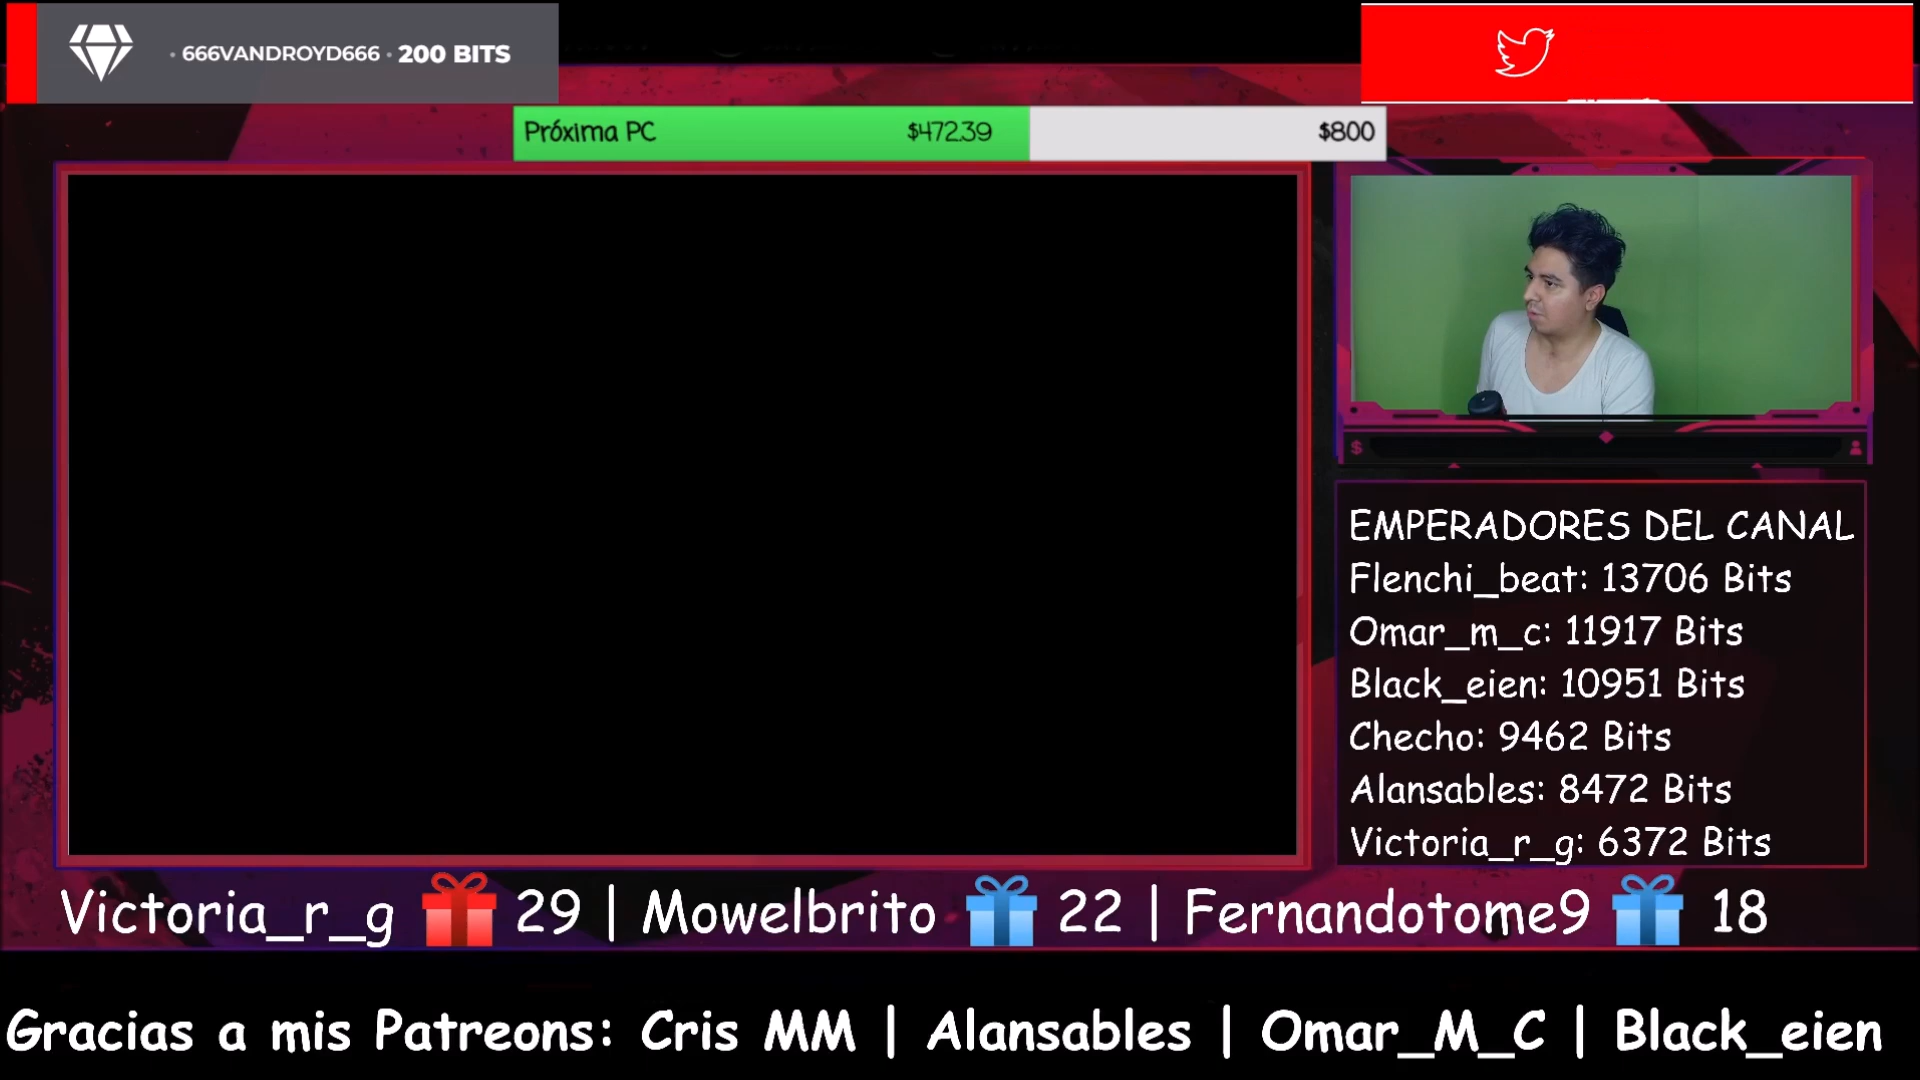 · 666VANDROYD666 · 200 BITS
Próxima PC $472.39 $800
EMPERADORES DEL CANAL
Flenchi_beat: 13706 Bits
Omar_m_c: 11917 Bits
Black_eien: 10951 Bits
Checho: 9462 Bits
Alansables: 8472 Bits
Victoria_r_g: 6372 Bits
$
Victoria_r_g 29 | Mowelbrito 22 | Fernandotome9 18
Gracias a mis Patreons: Cris MM | Alansables | Omar_M_C | Black_eien